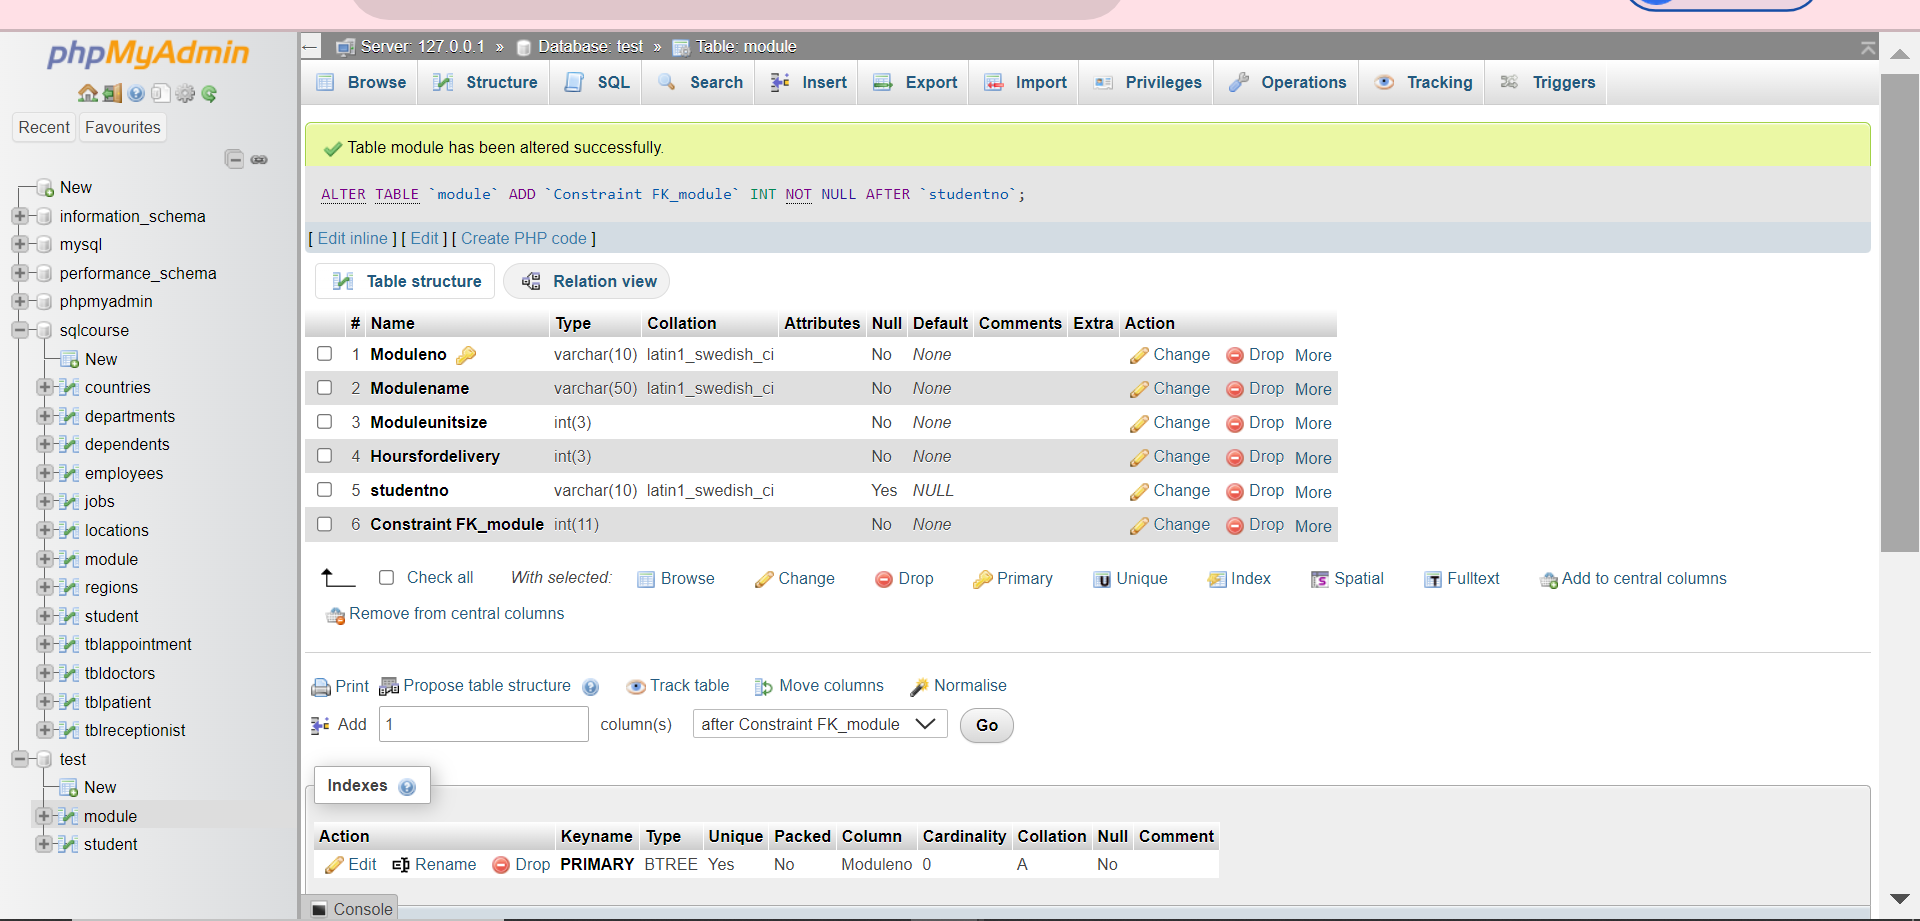 phpMyAdmin
Recent Favourites
New
information_schema
mysql
performance_schema
phpmyadmin
sqlcourse
New
countries
departments
dependents
employees
jobs
locations
module
regions
student
tblappointment
tbldoctors
tblpatient
tblreceptionist
test
New
module
student
Server: 127.0.0.1 » Database: test » Table: module
Browse Structure SQL Search Insert Export Import Privileges Operations Tracking Triggers
Table module has been altered successfully.
ALTER TABLE `module` ADD `Constraint FK_module` INT NOT NULL AFTER `studentno`;
[ Edit inline ] [ Edit ] [ Create PHP code ]
Table structure Relation view
# Name Type Collation Attributes Null Default Comments Extra Action
1 Moduleno varchar(10) latin1_swedish_ci No None Change Drop More
2 Modulename varchar(50) latin1_swedish_ci No None Change Drop More
3 Moduleunitsize int(3) No None Change Drop More
4 Hoursfordelivery int(3) No None Change Drop More
5 studentno varchar(10) latin1_swedish_ci Yes NULL Change Drop More
6 Constraint FK_module int(11) No None Change Drop More
Check all With selected: Browse Change Drop Primary Unique Index Spatial Fulltext Add to central columns
Remove from central columns
Print Propose table structure Track table Move columns Normalise
Add 1 column(s) after Constraint FK_module Go
Indexes
Action Keyname Type Unique Packed Column Cardinality Collation Null Comment
Edit Rename Drop PRIMARY BTREE Yes No Moduleno 0 A No
Console